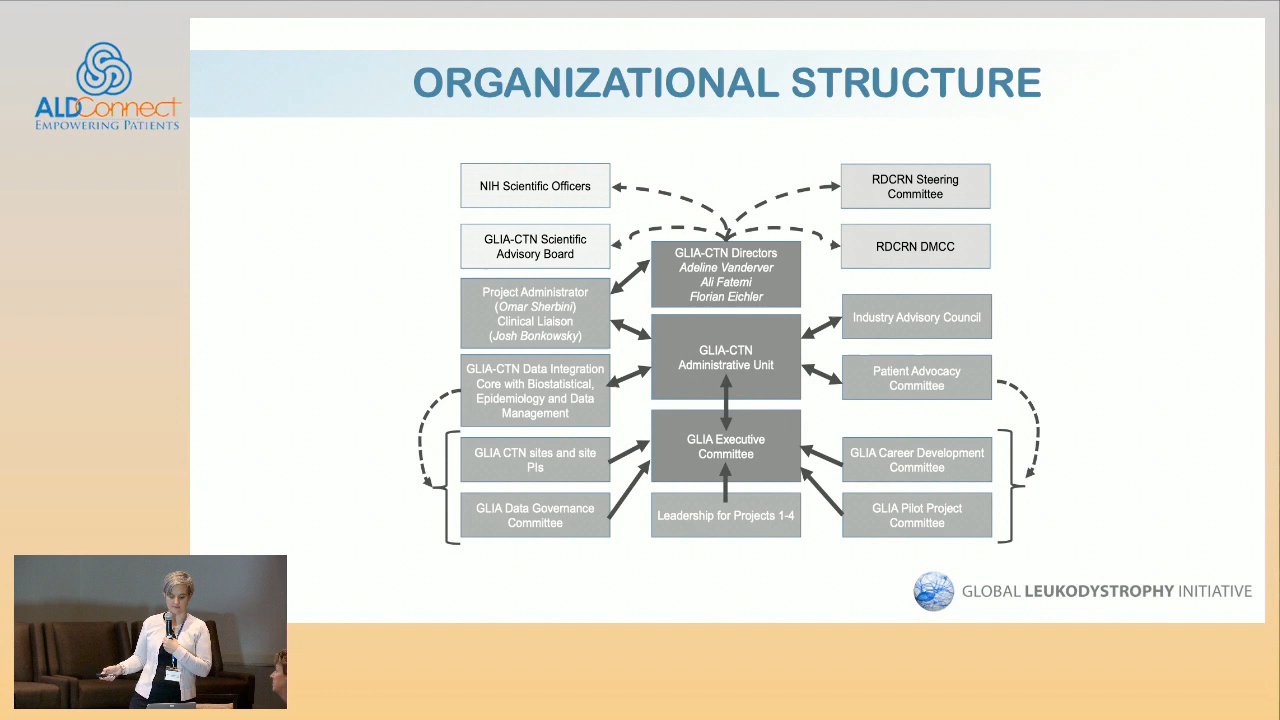 ALDConnect
EMPOWERING PATIENTS
ORGANIZATIONAL STRUCTURE
NIH Scientific Officers
RDCRN Steering
Committee
GLIA-CTN Scientific
Advisory Board
RDCRN DMCC
GLIA-CTN Directors
Adeline Vanderver
Ali Fatemi
Florian Eichler
Project Administrator
(Omar Sherbini)
Clinical Liaison
(Josh Bonkowsky)
Industry Advisory Council
GLIA-CTN
Administrative Unit
GLIA-CTN Data Integration
Core with Biostatistical,
Epidemiology and Data
Management
Patient Advocacy
Committee
GLIA Executive
Committee
GLIA CTN sites and site
PIs
GLIA Career Development
Committee
GLIA Data Governance
Committee
Leadership for Projects 1-4
GLIA Pilot Project
Committee
GLOBAL LEUKODYSTROPHY INITIATIVE